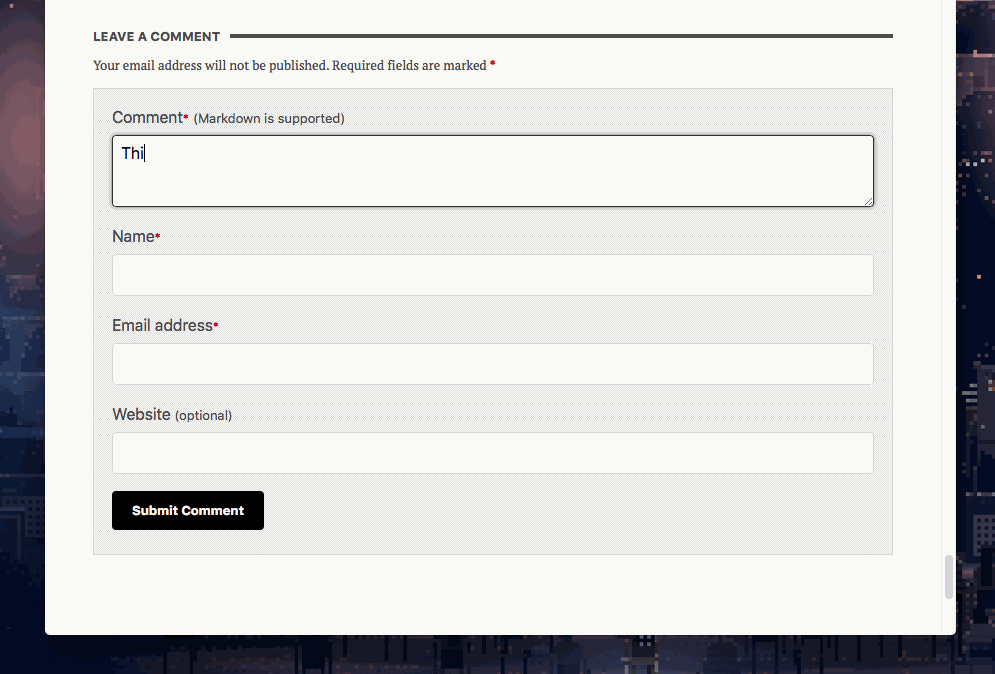 LEAVE A COMMENT
Your email address will not be published. Required fields are marked *
Comment* (Markdown is supported)
Thi
Name*
Email address*
Website (optional)
Submit Comment